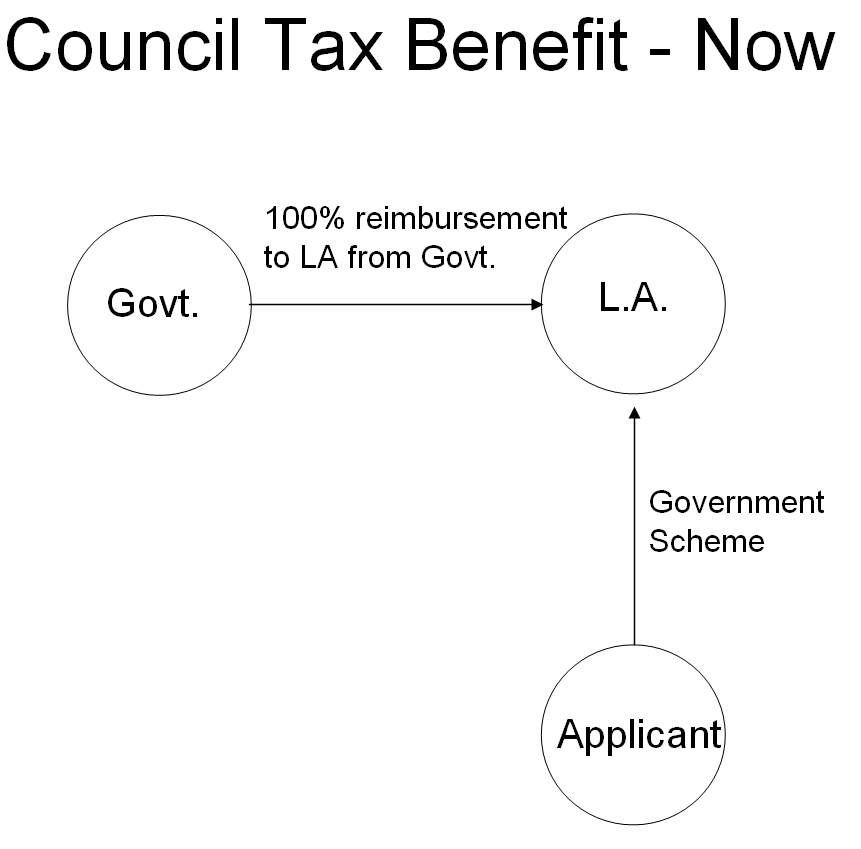 Council Tax Benefit - Now
100% reimbursement
to LA from Govt.
Govt.
L.A.
Government
Scheme
Applicant